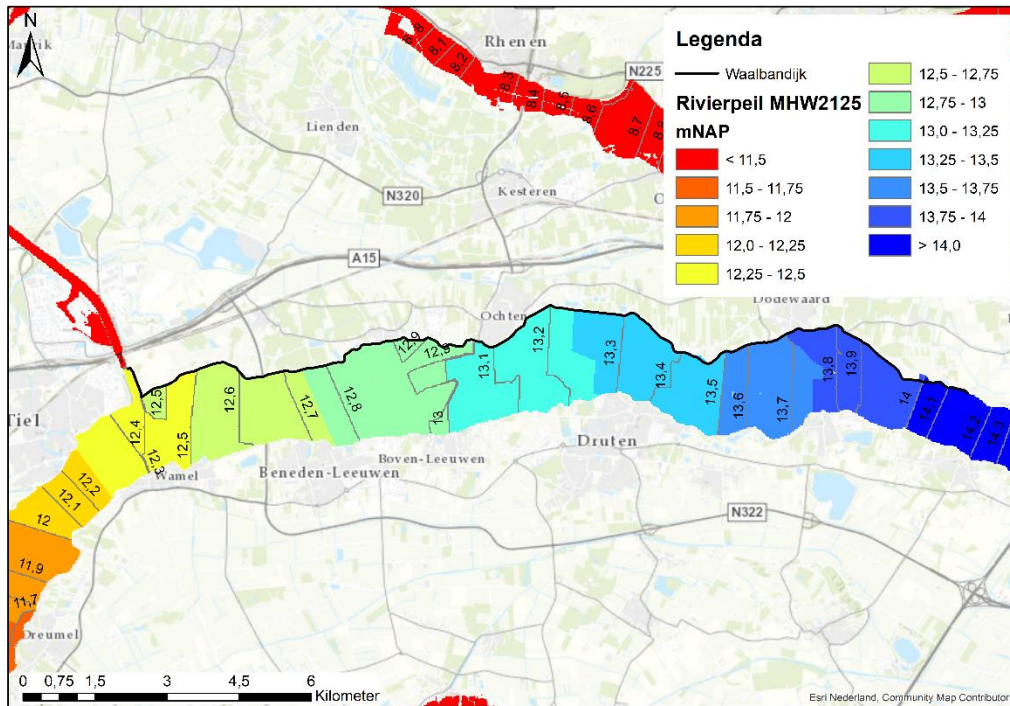 N
Maurik
Rhenen
N225
Lienden
Kesteren
N320
A15
Ochten
Dodewaard
Tiel
Wamel
Beneden-Leeuwen
Boven-Leeuwen
Druten
N322
Dreumel
8
8,1
8,2
8,3
8,4
8,5
8,6
8,7
8,8
11,7
11,9
12
12,1
12,2
12,3
12,4
12,5
12,5
12,6
12,7
12,8
12,9
12,9
13
13,1
13,2
13,3
13,4
13,5
13,6
13,7
13,8
13,9
14
14,1
14,2
14,3
Legenda
Waalbandijk
Rivierpeil MHW2125
mNAP
< 11,5
11,5 - 11,75
11,75 - 12
12,0 - 12,25
12,25 - 12,5
12,5 - 12,75
12,75 - 13
13,0 - 13,25
13,25 - 13,5
13,5 - 13,75
13,75 - 14
> 14,0
0 0,75 1,5 3 4,5 6
Kilometer
Esri Nederland, Community Map Contributor